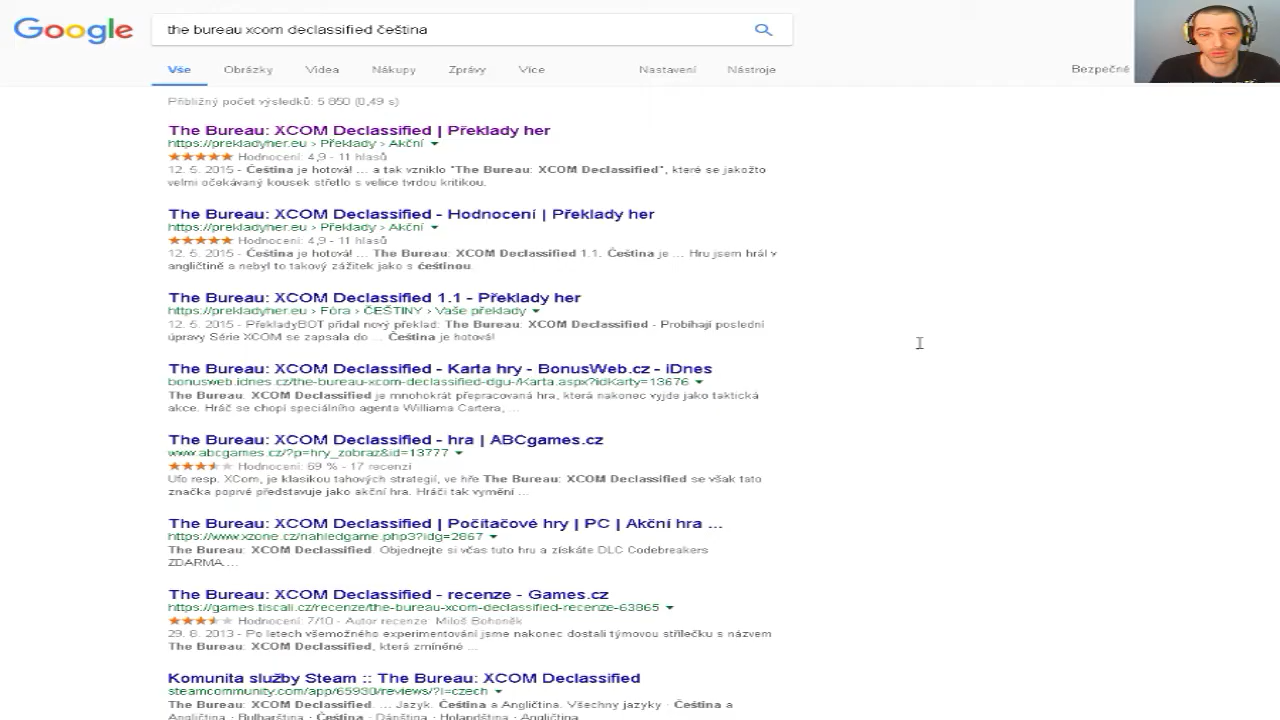 Google
the bureau xcom declassified čeština
Vše Obrázky Videa Nákupy Zprávy Více Nastavení Nástroje Bezpečné
Přibližný počet výsledků: 5 850 (0,49 s)
The Bureau: XCOM Declassified | Překlady her
https://prekladyher.eu › Překlady › Akční
Hodnocení: 4,9 - 11 hlasů
12. 5. 2015 - Čeština je hotová! ... a tak vzniklo "The Bureau: XCOM Declassified", které se jakožto
velmi očekávaný kousek střetlo s velice tvrdou kritikou.
The Bureau: XCOM Declassified - Hodnocení | Překlady her
https://prekladyher.eu › Překlady › Akční
Hodnocení: 4,9 - 11 hlasů
12. 5. 2015 - Čeština je hotová! ... The Bureau: XCOM Declassified 1.1. Čeština je ... Hru jsem hrál v
angličtině a nebyl to takový zážitek jako s češtinou.
The Bureau: XCOM Declassified 1.1 - Překlady her
https://prekladyher.eu › Fóra › ČEŠTINY › Vaše překlady
12. 5. 2015 - PřekladyBOT přidal nový překlad: The Bureau: XCOM Declassified - Probíhají poslední
úpravy Série XCOM se zapsala do ... Čeština je hotová!
The Bureau: XCOM Declassified - Karta hry - BonusWeb.cz - iDnes
bonusweb.idnes.cz/the-bureau-xcom-declassified-dgu-/Karta.aspx?idKarty=13676
The Bureau: XCOM Declassified je mnohokrát přepracovaná hra, která nakonec vyjde jako taktická
akce. Hráč se chopí speciálního agenta Williama Cartera, ...
The Bureau: XCOM Declassified - hra | ABCgames.cz
www.abcgames.cz/?p=hry_zobraz&id=13777
Hodnocení: 69 % - 17 recenzí
Ufo resp. XCom, je klasikou tahových strategií, ve hře The Bureau: XCOM Declassified se však tato
značka poprvé představuje jako akční hra. Hráči tak vymění ...
The Bureau: XCOM Declassified | Počítačové hry | PC | Akční hra ...
https://www.xzone.cz/nahledgame.php3?idg=2867
The Bureau: XCOM Declassified. Objednejte si včas tuto hru a získáte DLC Codebreakers
ZDARMA....
The Bureau: XCOM Declassified - recenze - Games.cz
https://games.tiscali.cz/recenze/the-bureau-xcom-declassified-recenze-63865
Hodnocení: 7/10 - Autor recenze: Miloš Bohoněk
29. 8. 2013 - Po letech všemožného experimentování jsme nakonec dostali týmovou střílečku s názvem
The Bureau: XCOM Declassified, která zmíněné ...
Komunita služby Steam :: The Bureau: XCOM Declassified
steamcommunity.com/app/65930/reviews/?l=czech
The Bureau: XCOM Declassified. ... Jazyk. Čeština a Angličtina. Všechny jazyky · Čeština a
Angličtina · Bulharština · Čeština · Dánština · Holandština · Angličtina